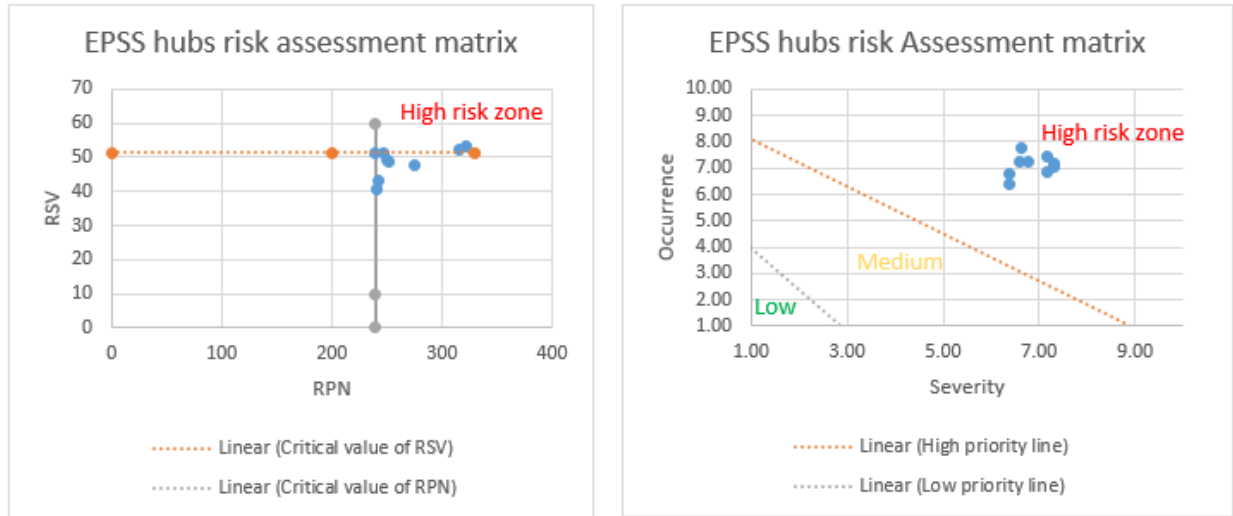 EPSS hubs risk assessment matrix
70
60
50
40
30
20
10
0
RSV
High risk zone
0
100
200
300
400
RPN
Linear (Critical value of RSV)
Linear (Critical value of RPN)
EPSS hubs risk Assessment matrix
10.00
9.00
8.00
7.00
6.00
5.00
4.00
3.00
2.00
1.00
Occurrence
High risk zone
Medium
Low
1.00
3.00
5.00
7.00
9.00
Severity
Linear (High priority line)
Linear (Low priority line)